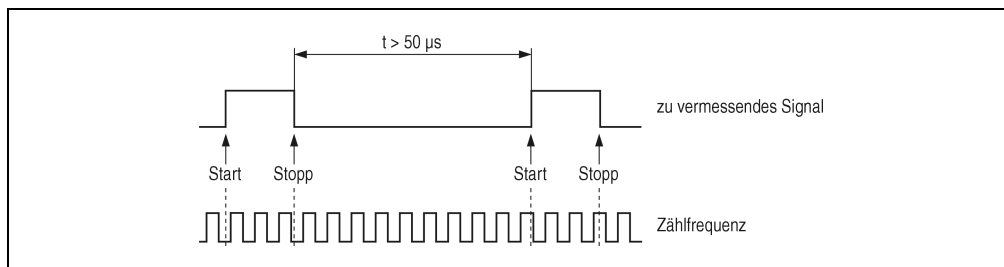 t > 50 µs
zu vermessendes Signal
Start Stopp Start Stopp
Zählfrequenz